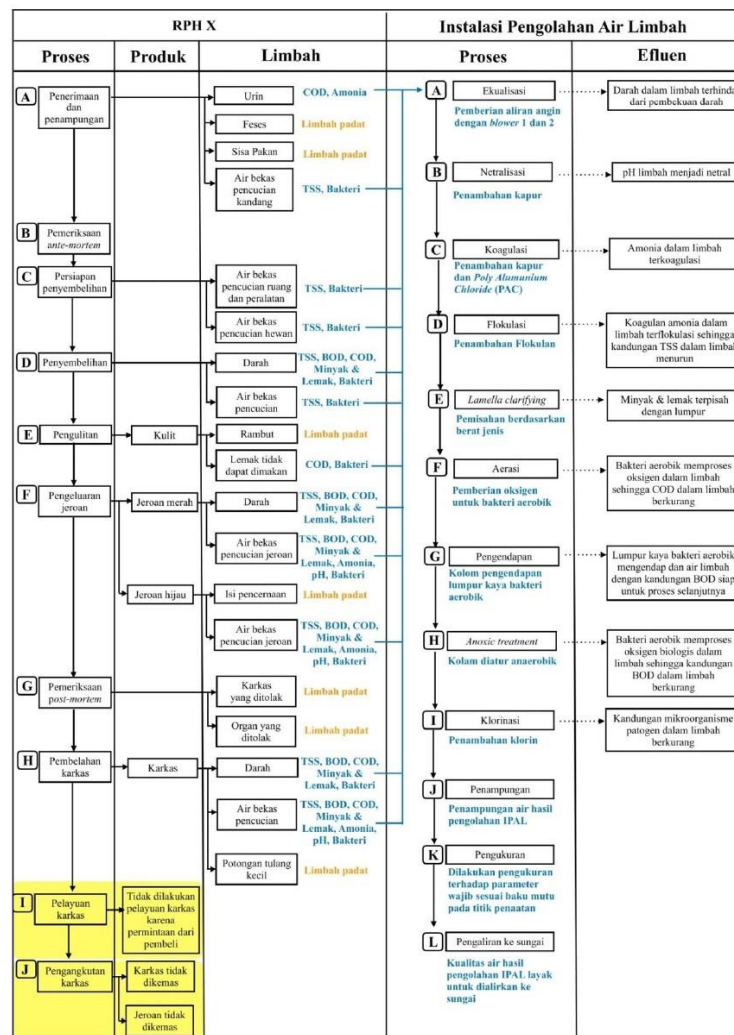 RPH X
Instalasi Pengolahan Air Limbah
Proses
Produk
Limbah
Proses
Efluen
A
Penerimaan
dan
penampungan
Urin
COD, Amonia
Feses
Limbah padat
Sisa Pakan
Limbah padat
Air bekas
pencucian
kandang
TSS, Bakteri
B
Pemeriksaan
ante-mortem
C
Persiapan
penyembelihan
Air bekas
pencucian ruang
dan peralatan
TSS, Bakteri
Air bekas
pencucian hewan
TSS, Bakteri
D
Penyembelihan
Darah
TSS, BOD, COD,
Minyak &
Lemak, Bakteri
Air bekas
pencucian
TSS, Bakteri
E
Pengulitan
Kulit
Rambut
Limbah padat
Lemak tidak
dapat dimakan
COD, Bakteri
F
Pengeluaran
jeroan
Jeroan merah
Darah
TSS, BOD, COD,
Minyak &
Lemak, Bakteri
Air bekas
pencucian jeroan
TSS, BOD, COD,
Minyak &
Lemak, Amonia,
pH, Bakteri
Jeroan hijau
Isi pencernaan
Limbah padat
Air bekas
pencucian jeroan
TSS, BOD, COD,
Minyak &
Lemak, Amonia,
pH, Bakteri
G
Pemeriksaan
post-mortem
Karkas
yang ditolak
Limbah padat
Organ yang
ditolak
Limbah padat
H
Pembelahan
karkas
Karkas
Darah
TSS, BOD, COD,
Minyak &
Lemak, Bakteri
Air bekas
pencucian
TSS, BOD, COD,
Minyak &
Lemak, Amonia,
pH, Bakteri
Potongan tulang
kecil
Limbah padat
I
Pelayuan
karkas
Tidak dilakukan
pelayuan karkas
karena
permintaan dari
pembeli
J
Pengangkutan
karkas
Karkas tidak
dikemas
Jeroan tidak
dikemas
A
Ekualisasi
Pemberian aliran angin
dengan blower 1 dan 2
Darah dalam limbah terhinda
dari pembekuan darah
B
Netralisasi
Penambahan kapur
pH limbah menjadi netral
C
Koagulasi
Penambahan kapur
dan Poly Alumunium
Chloride (PAC)
Amonia dalam limbah
terkoagulasi
D
Flokulasi
Penambahan Flokulan
Koagulan amonia dalam
limbah terflokulasi sehingga
kandungan TSS dalam limbah
menurun
E
Lamella clarifying
Pemisahan berdasarkan
berat jenis
Minyak & lemak terpisah
dengan lumpur
F
Aerasi
Pemberian oksigen
untuk bakteri aerobik
Bakteri aerobik memproses
oksigen dalam limbah
sehingga COD dalam limbah
berkurang
G
Pengendapan
Kolom pengendapan
lumpur kaya bakteri
aerobik
Lumpur kaya bakteri aerobik
mengendap dan air limbah
dengan kandungan BOD siap
untuk proses selanjutnya
H
Anoxic treatment
Kolam diatur anaerobik
Bakteri aerobik memproses
oksigen biologis dalam
limbah sehingga kandungan
BOD dalam limbah
berkurang
I
Klorinasi
Penambahan klorin
Kandungan mikroorganisme
patogen dalam limbah
berkurang
J
Penampungan
Penampungan air hasil
pengolahan IPAL
K
Pengukuran
Dilakukan pengukuran
terhadap parameter
wajib sesuai baku mutu
pada titik penaatan
L
Pengaliran ke sungai
Kualitas air hasil
pengolahan IPAL layak
untuk dialirkan ke
sungai